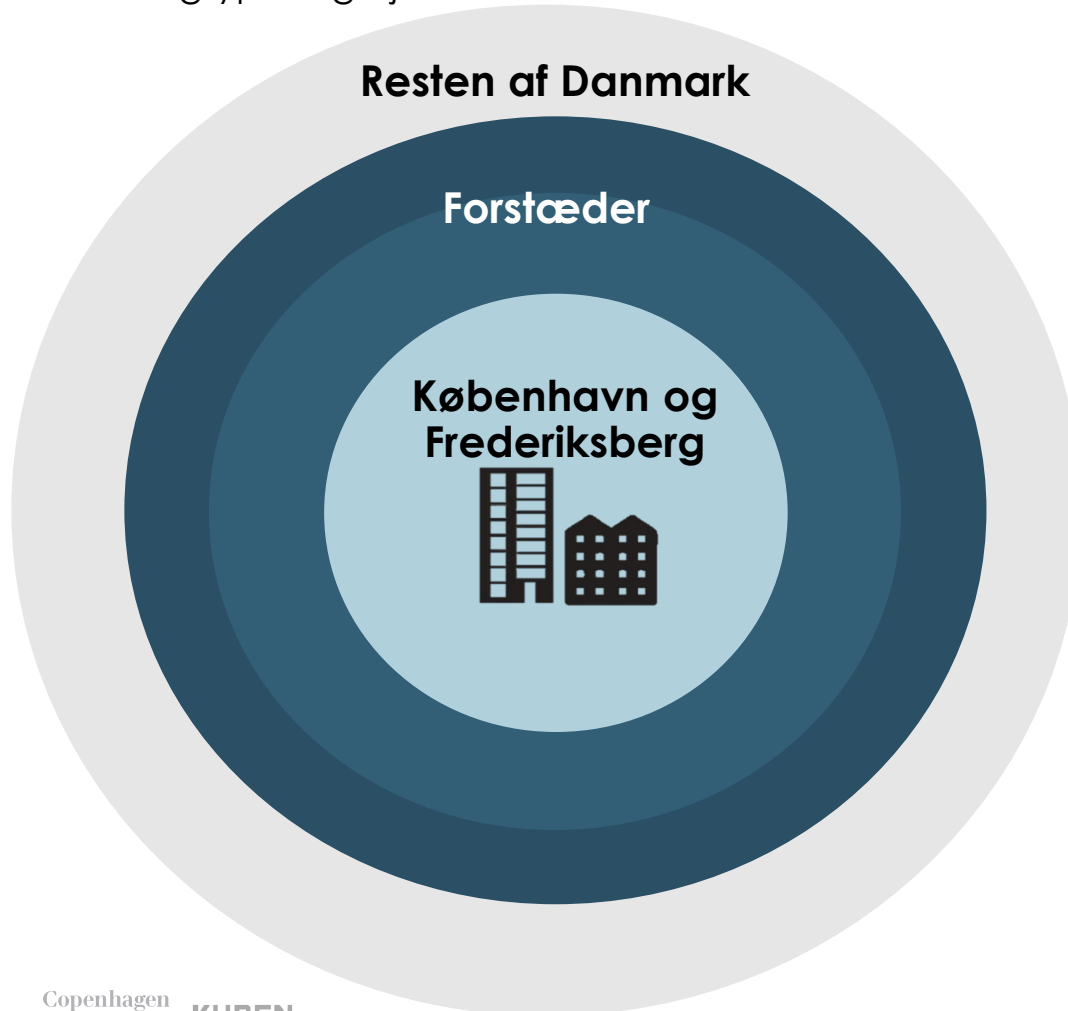 Resten af Danmark
Forstæder
København og
Frederiksberg
Copenhagen